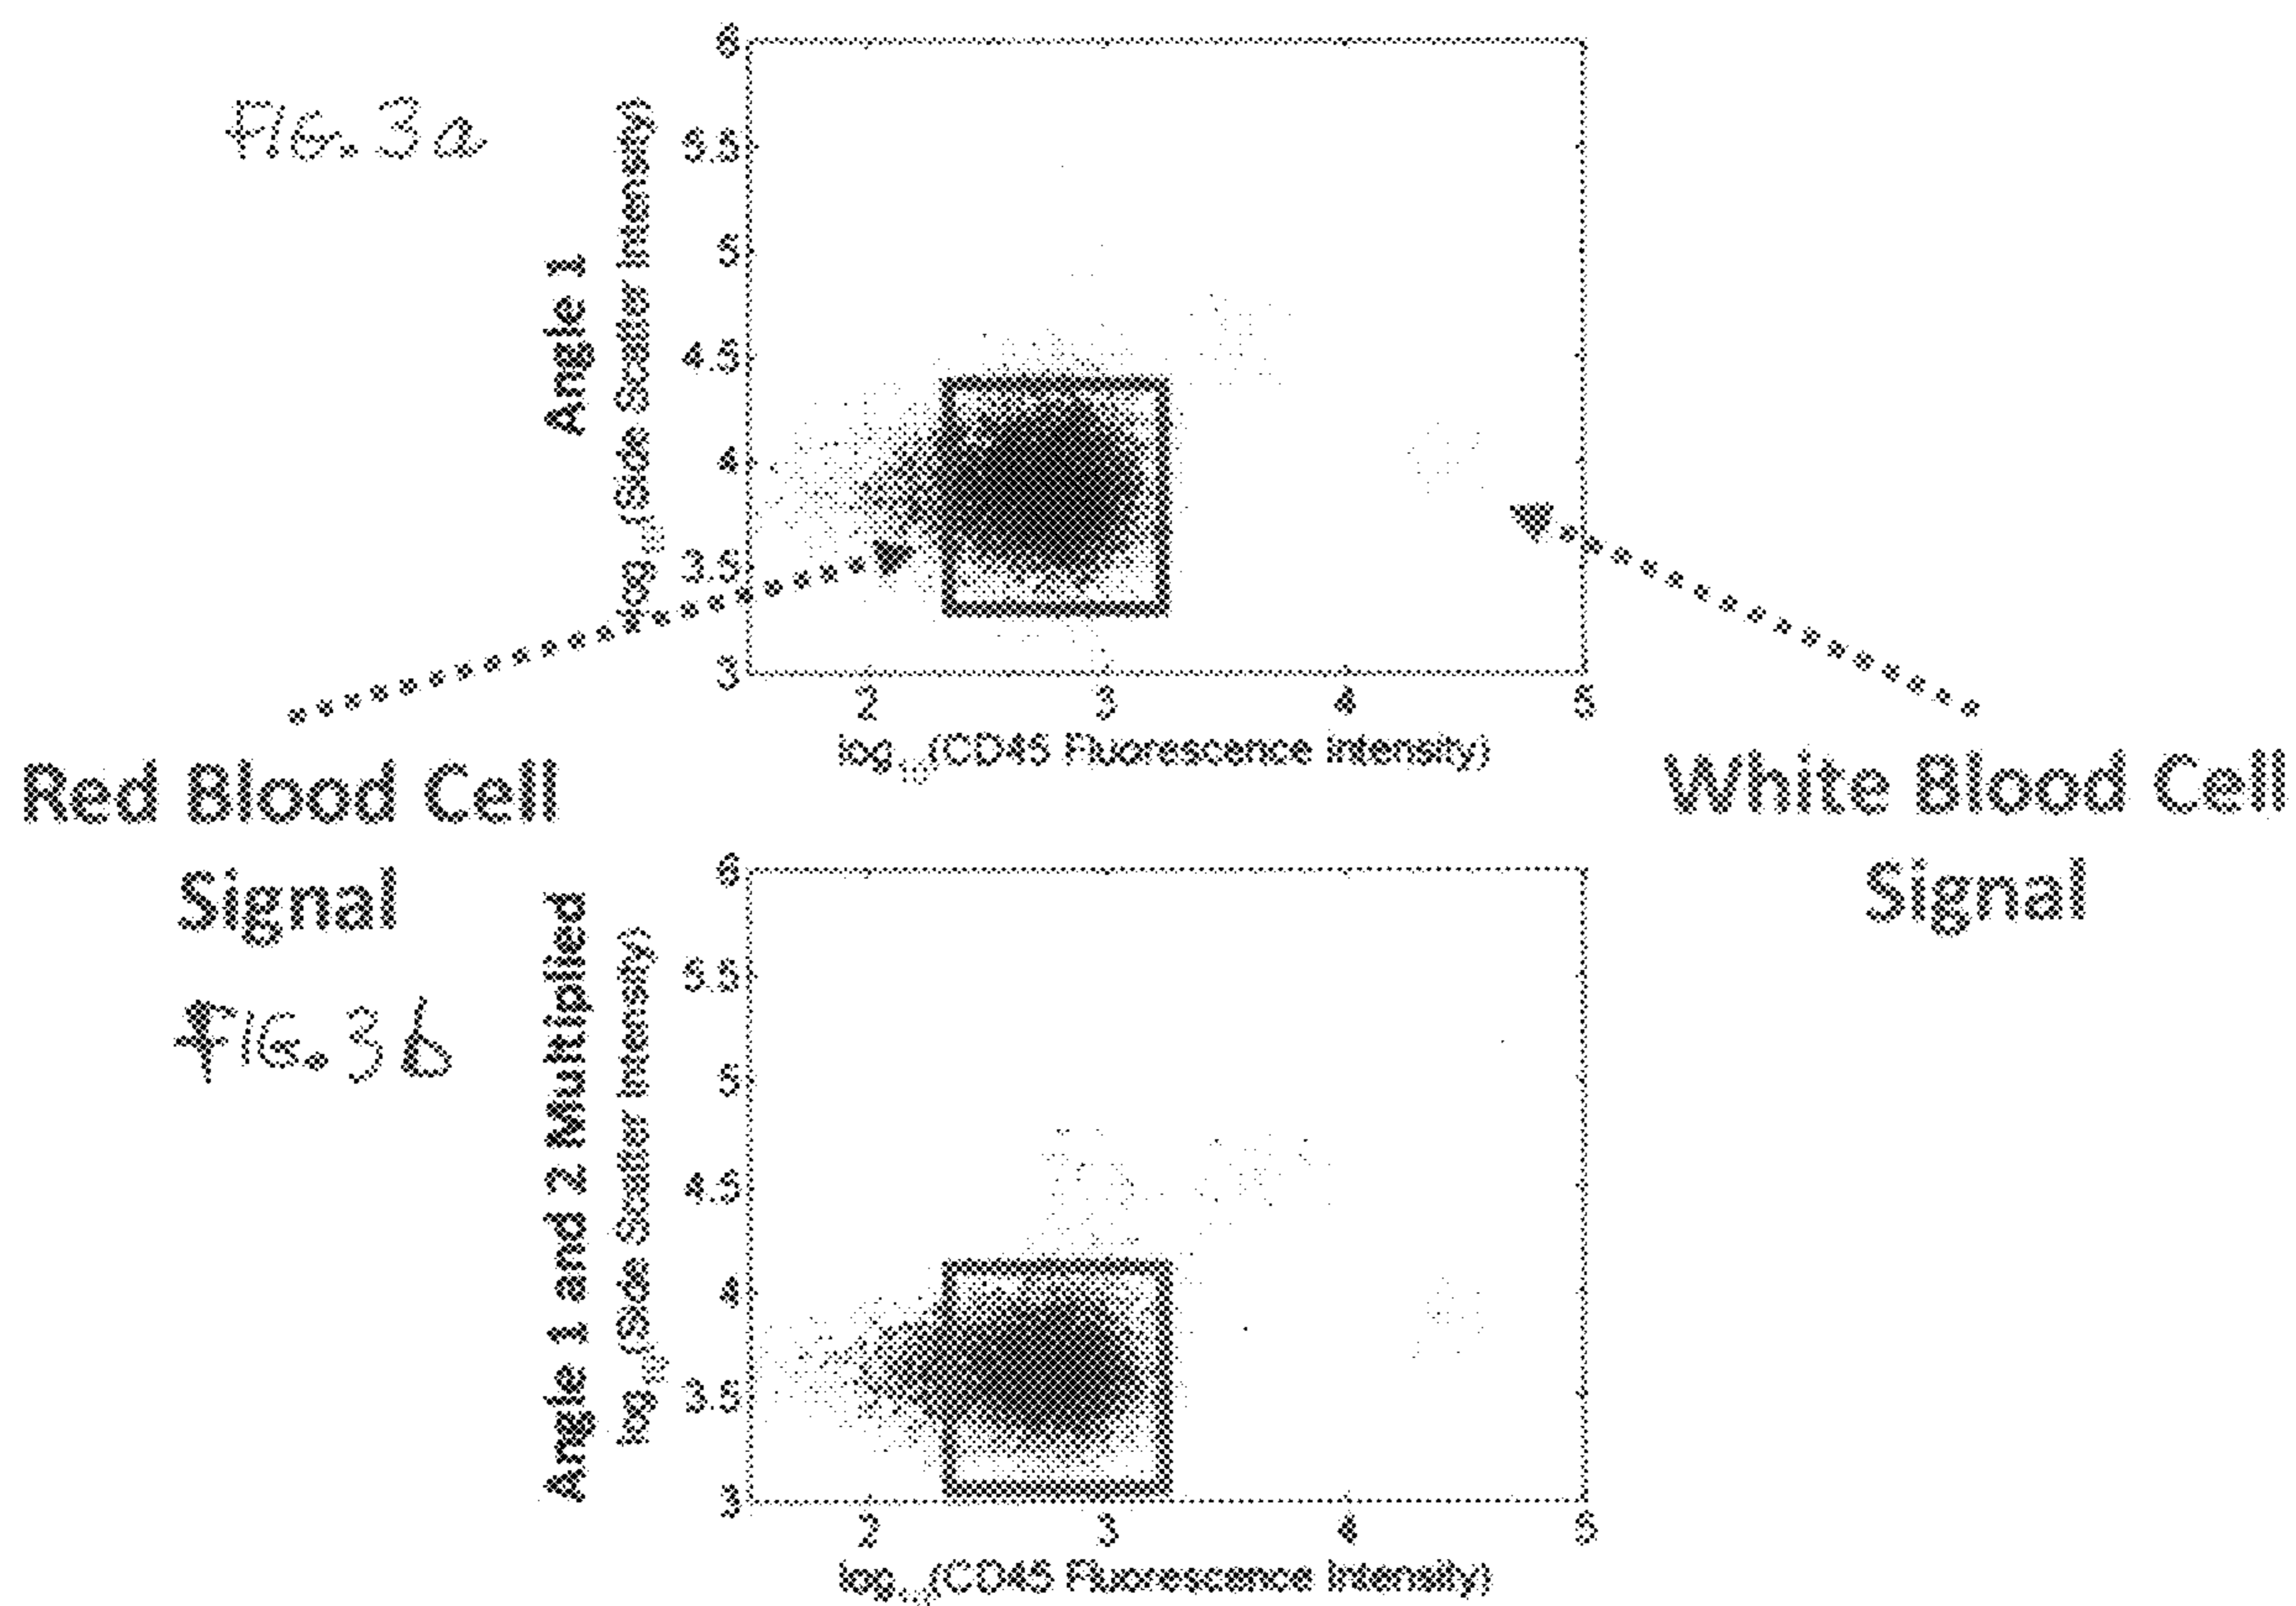 FIG. 3a
Angle 1
log10(Side Scatter Intensity)
6
5.5
5
4.5
4
3.5
3
2 3 4 5
log10(CD45 Fluorescence Intensity)
Red Blood Cell
Signal
White Blood Cell
Signal
FIG. 3b
Angle 1 and 2 Multiplied
log10(Side Scatter Intensity)
6
5.5
5
4.5
4
3.5
3
2 3 4 5
log10(CD45 Fluorescence Intensity)